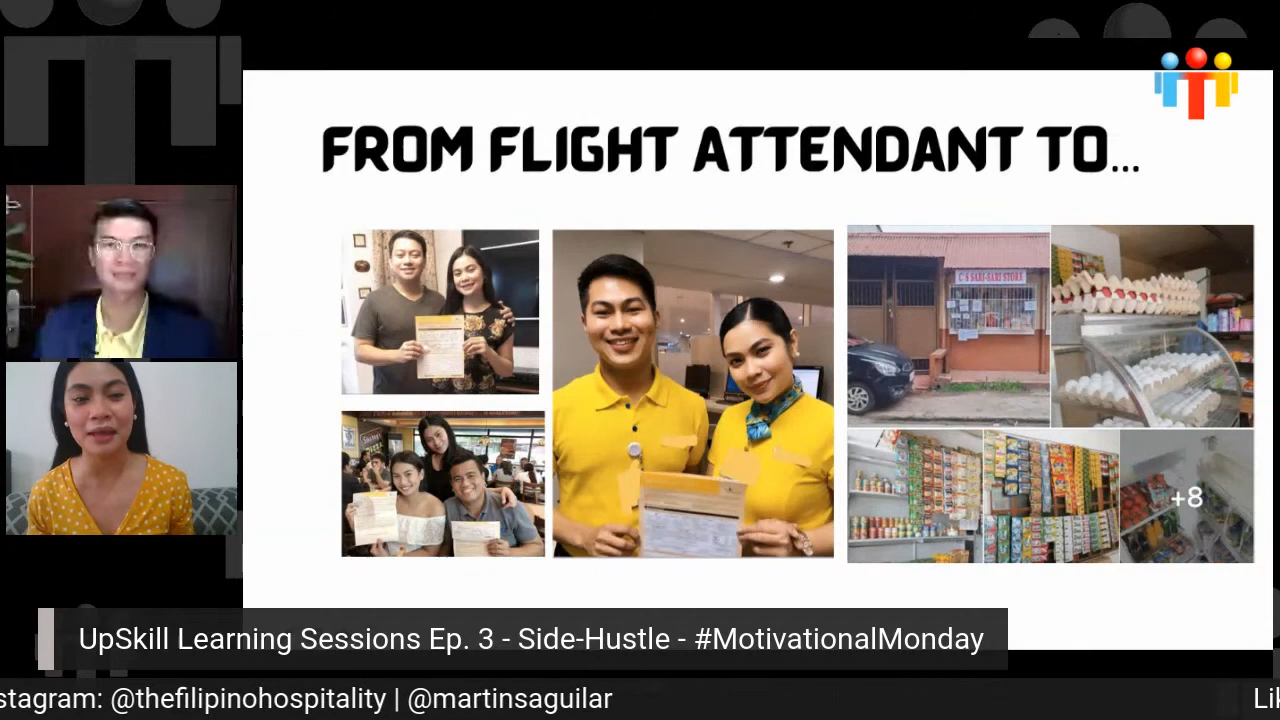 FROM FLIGHT ATTENDANT TO...
C'S SARI-SARI STORE
+8
UpSkill Learning Sessions Ep. 3 - Side-Hustle - #MotivationalMonday
stagram: @thefilipinohospitality | @martinsaguilar
Lik